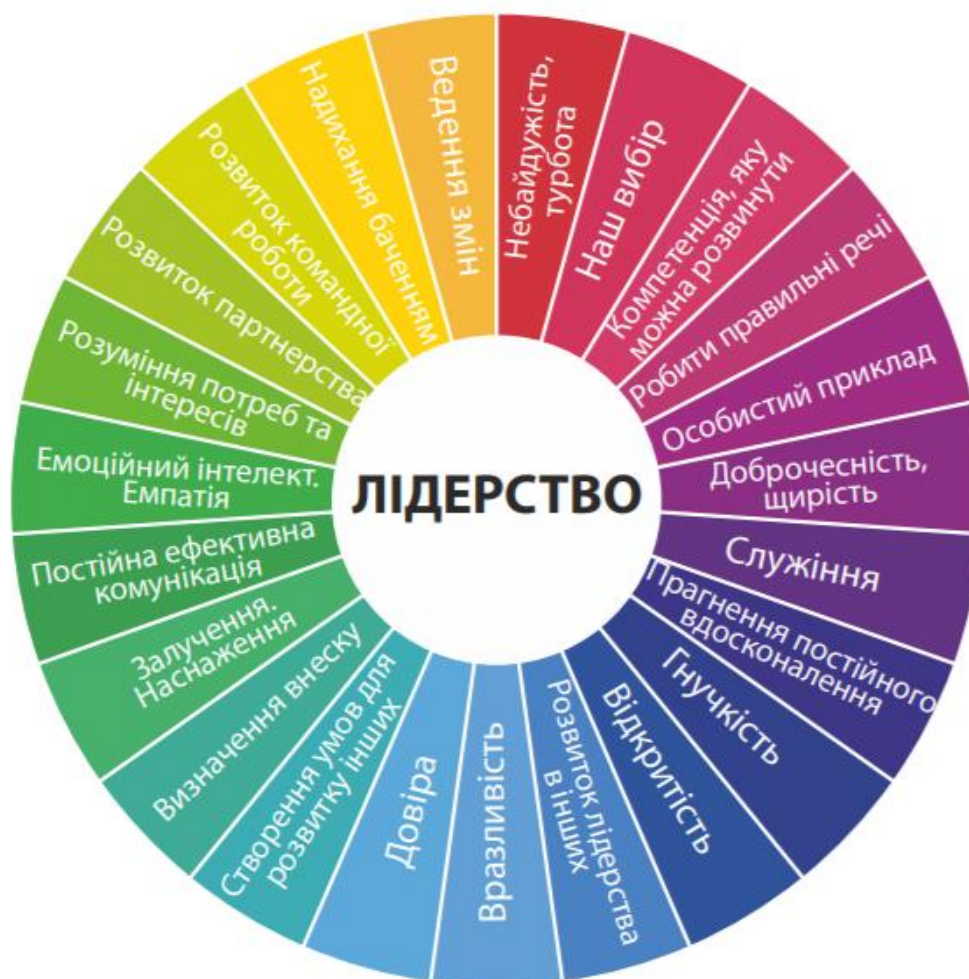 ЛІДЕРСТВО
Небайдужість,
турбота
Наш вибір
Компетенція, яку
можна розвинути
Робити правильні речі
Особистий приклад
Доброчесність,
щирість
Служіння
Прагнення постійного
вдосконалення
Гнучкість
Відкритість
Розвиток лідерства
в інших
Вразливість
Довіра
Створення умов для
розвитку інших
Визначення внеску
Залучення.
Наснаження
Постійна ефективна
комунікація
Емоційний інтелект.
Емпатія
Розуміння потреб та
інтересів
Розвиток партнерства
Розвиток командної
роботи
Надихання баченням
Ведення змін